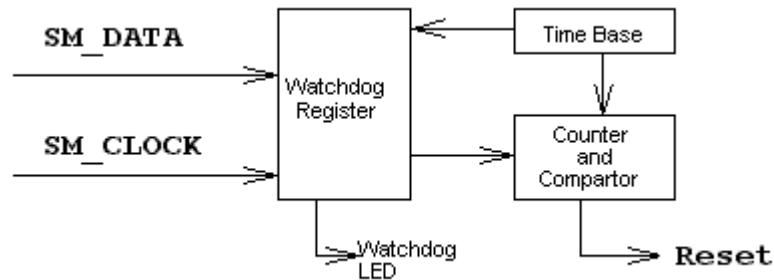 SM_DATA
Time Base
Watchdog
Register
SM_CLOCK
Counter
and
Compartor
Watchdog
LED
Reset